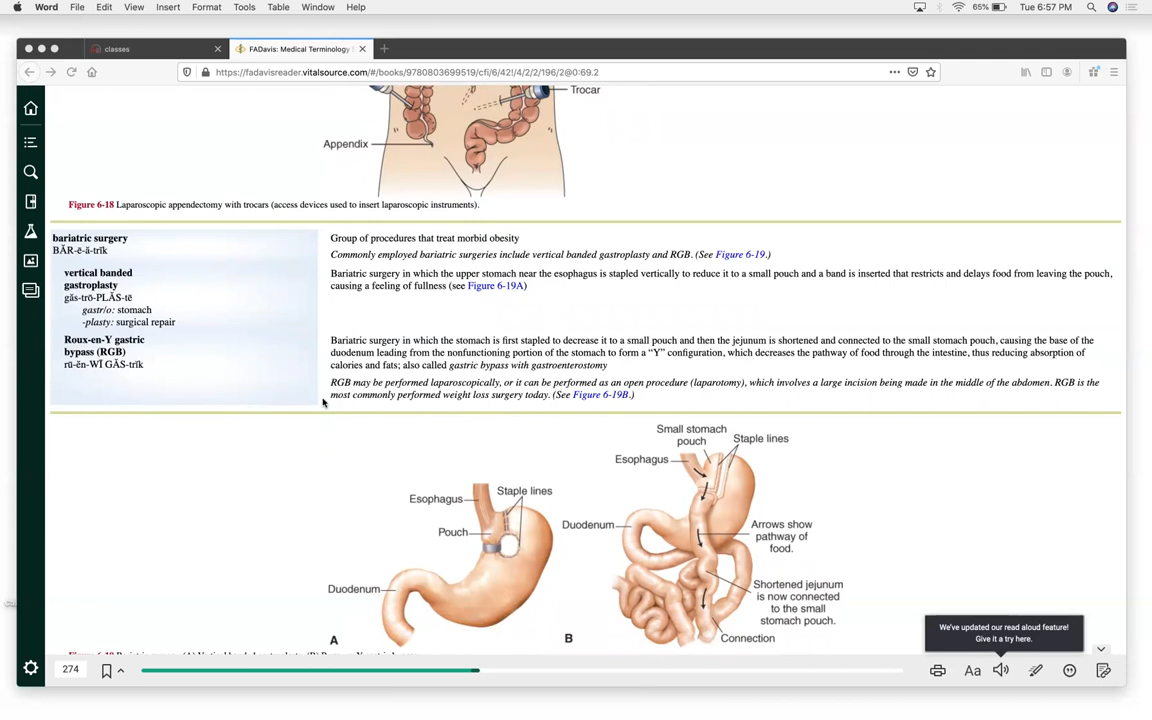 Word File Edit View Insert Format Tools Table Window Help 65% Tue 6:57 PM
classes FADavis: Medical Terminology
https://fadavisreader.vitalsource.com/#/books/9780803699519/cfi/6/42!/4/2/2/196/2@0:69.2
Trocar
Appendix
Figure 6-18 Laparoscopic appendectomy with trocars (access devices used to insert laparoscopic instruments).
bariatric surgery
BĂR-ē-ă-trĭk
Group of procedures that treat morbid obesity
Commonly employed bariatric surgeries include vertical banded gastroplasty and RGB. (See Figure 6-19.)
vertical banded
gastroplasty
găs-trō-PLĂS-tē
gastr/o: stomach
-plasty: surgical repair
Bariatric surgery in which the upper stomach near the esophagus is stapled vertically to reduce it to a small pouch and a band is inserted that restricts and delays food from leaving the pouch,
causing a feeling of fullness (see Figure 6-19A)
Roux-en-Y gastric
bypass (RGB)
rū-ĕn-WĪ GĂS-trĭk
Bariatric surgery in which the stomach is first stapled to decrease it to a small pouch and then the jejunum is shortened and connected to the small stomach pouch, causing the base of the
duodenum leading from the nonfunctioning portion of the stomach to form a “Y” configuration, which decreases the pathway of food through the intestine, thus reducing absorption of
calories and fats; also called gastric bypass with gastroenterostomy
RGB may be performed laparoscopically, or it can be performed as an open procedure (laparotomy), which involves a large incision being made in the middle of the abdomen. RGB is the
most commonly performed weight loss surgery today. (See Figure 6-19B.)
Esophagus
Staple lines
Pouch
Duodenum
A
Small stomach
pouch
Staple lines
Esophagus
Duodenum
Arrows show
pathway of
food.
Shortened jejunum
is now connected
to the small
stomach pouch.
Connection
B
We've updated our read aloud feature!
Give it a try here.
274
Aa